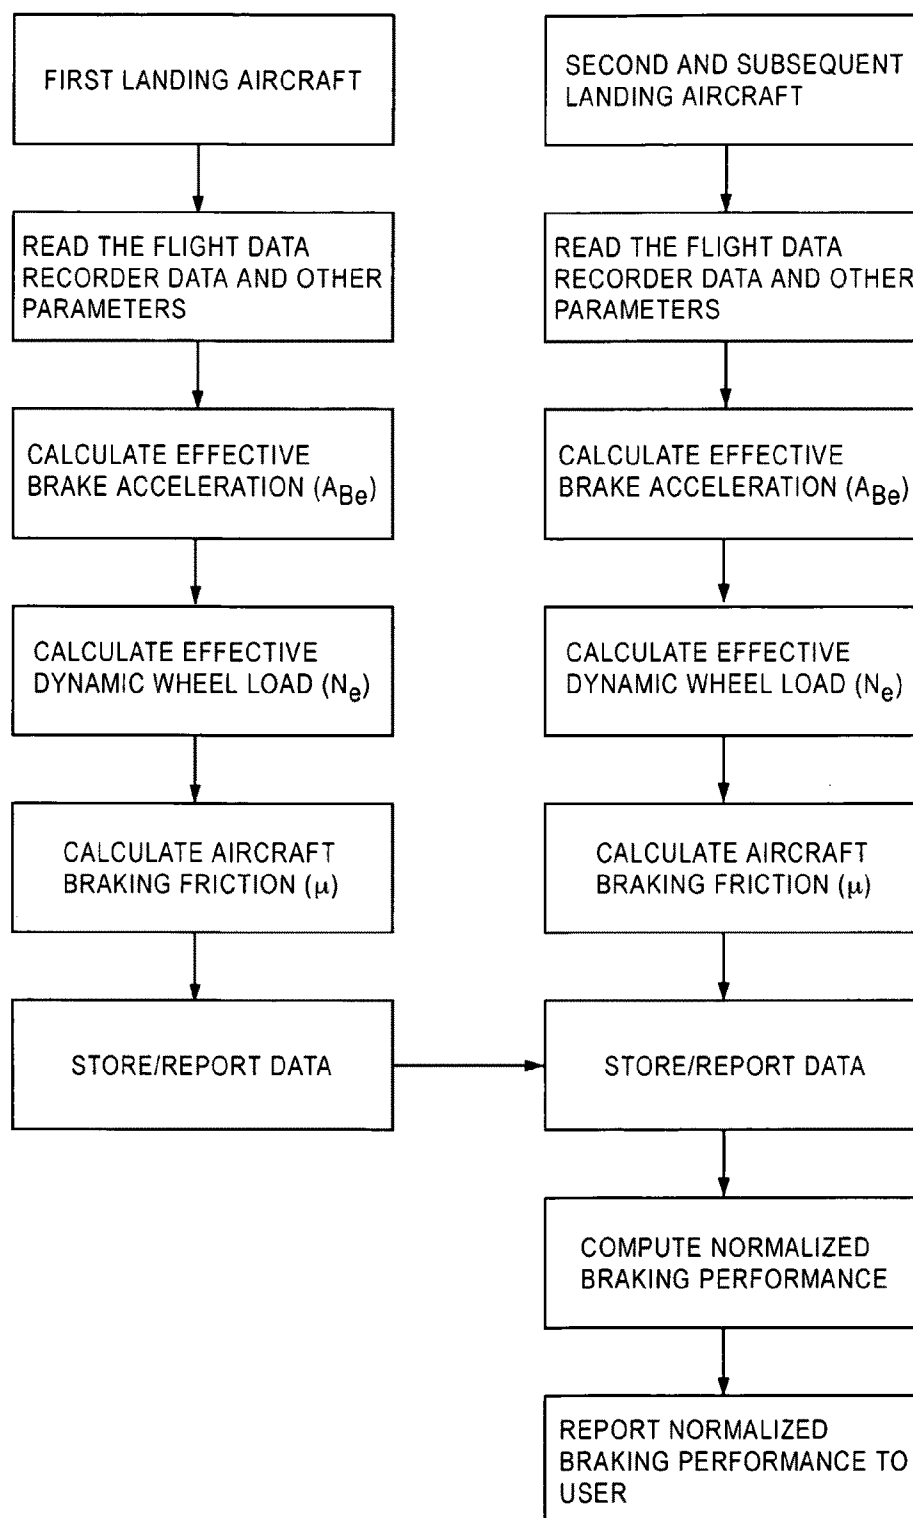 FIRST LANDING AIRCRAFT
READ THE FLIGHT DATA
RECORDER DATA AND OTHER
PARAMETERS
CALCULATE EFFECTIVE
BRAKE ACCELERATION (ABe)
CALCULATE EFFECTIVE
DYNAMIC WHEEL LOAD (Ne)
CALCULATE AIRCRAFT
BRAKING FRICTION (μ)
STORE/REPORT DATA
SECOND AND SUBSEQUENT
LANDING AIRCRAFT
READ THE FLIGHT DATA
RECORDER DATA AND OTHER
PARAMETERS
CALCULATE EFFECTIVE
BRAKE ACCELERATION (ABe)
CALCULATE EFFECTIVE
DYNAMIC WHEEL LOAD (Ne)
CALCULATE AIRCRAFT
BRAKING FRICTION (μ)
STORE/REPORT DATA
COMPUTE NORMALIZED
BRAKING PERFORMANCE
REPORT NORMALIZED
BRAKING PERFORMANCE TO
USER